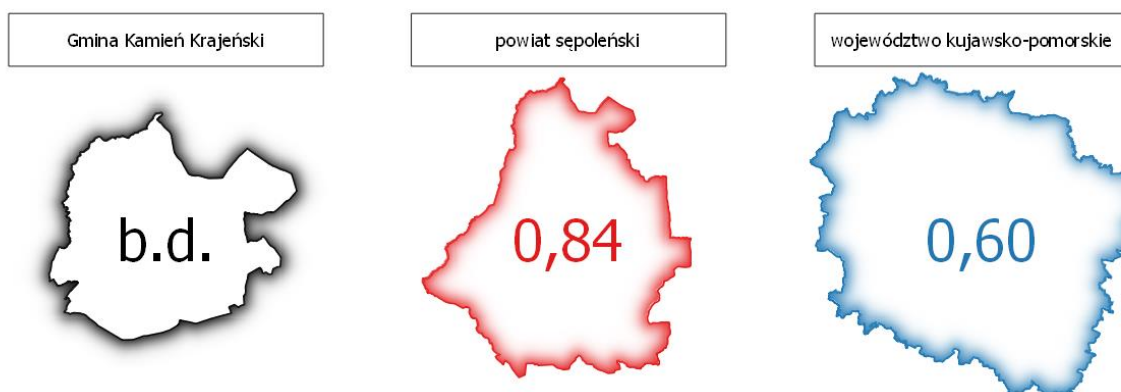 Gmina Kamień Krajeński
powiat sępoleński
województwo kujawsko-pomorskie
b.d.
0,84
0,60